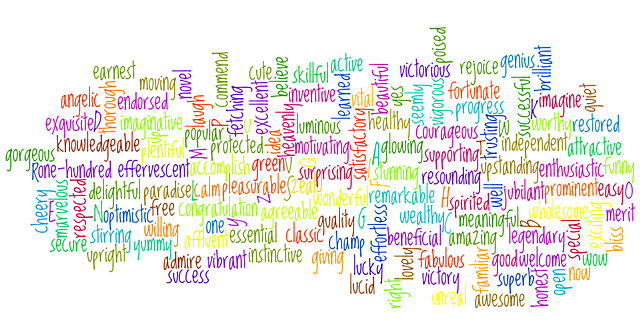 earnest
moving
novel
commend
cute
believe
skillful
active
victorious
poised
rejoice
genius
brilliant
angelic
thorough
endorsed
laugh
fetching
excellent
inventive
learned
vital
beautiful
yes
seemly
vigorous
fortunate
progress
successful
K
imagine
quiet
exquisite
D
imaginative
popular
P
idea
heavenly
luminous
satisfactory
healthy
courageous
trusting
W
worthy
restored
knowledgeable
plentiful
M
protected
motivating
A
glowing
supporting
T
independent
attractive
gorgeous
R
one-hundred
effervescent
accomplish
green
V
surprising
F
stunning
resounding
upstanding
enthusiastic
funny
cheery
E
marvelous
respected
delightful
paradise
L
calm
pleasurable
S
zeal
Q
wonderful
remarkable
H
spirited
well
jubilant
prominent
easy
O
N
optimistic
free
congratulation
agreeable
quality
G
effortless
wealthy
C
meaningful
B
wholesome
exciting
merit
secure
stirring
yummy
willing
affluent
one
Y
Z
essential
classic
champ
beneficial
amazing
legendary
special
wow
bliss
upright
admire
vibrant
instinctive
giving
lucky
lovely
fabulous
familiar
good
welcome
success
lucid
right
victory
unreal
awesome
superb
honest
open
now